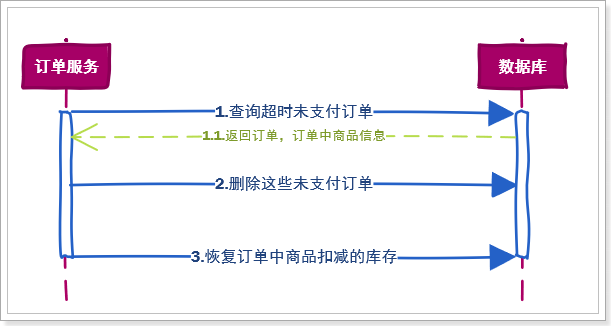 订单服务
数据库
1.查询超时未支付订单
1.1.返回订单，订单中商品信息
2.删除这些未支付订单
3.恢复订单中商品扣减的库存